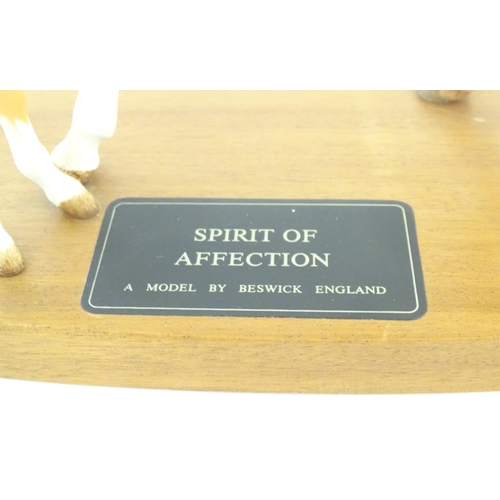 SPIRIT OF
AFFECTION
A MODEL BY BESWICK ENGLAND